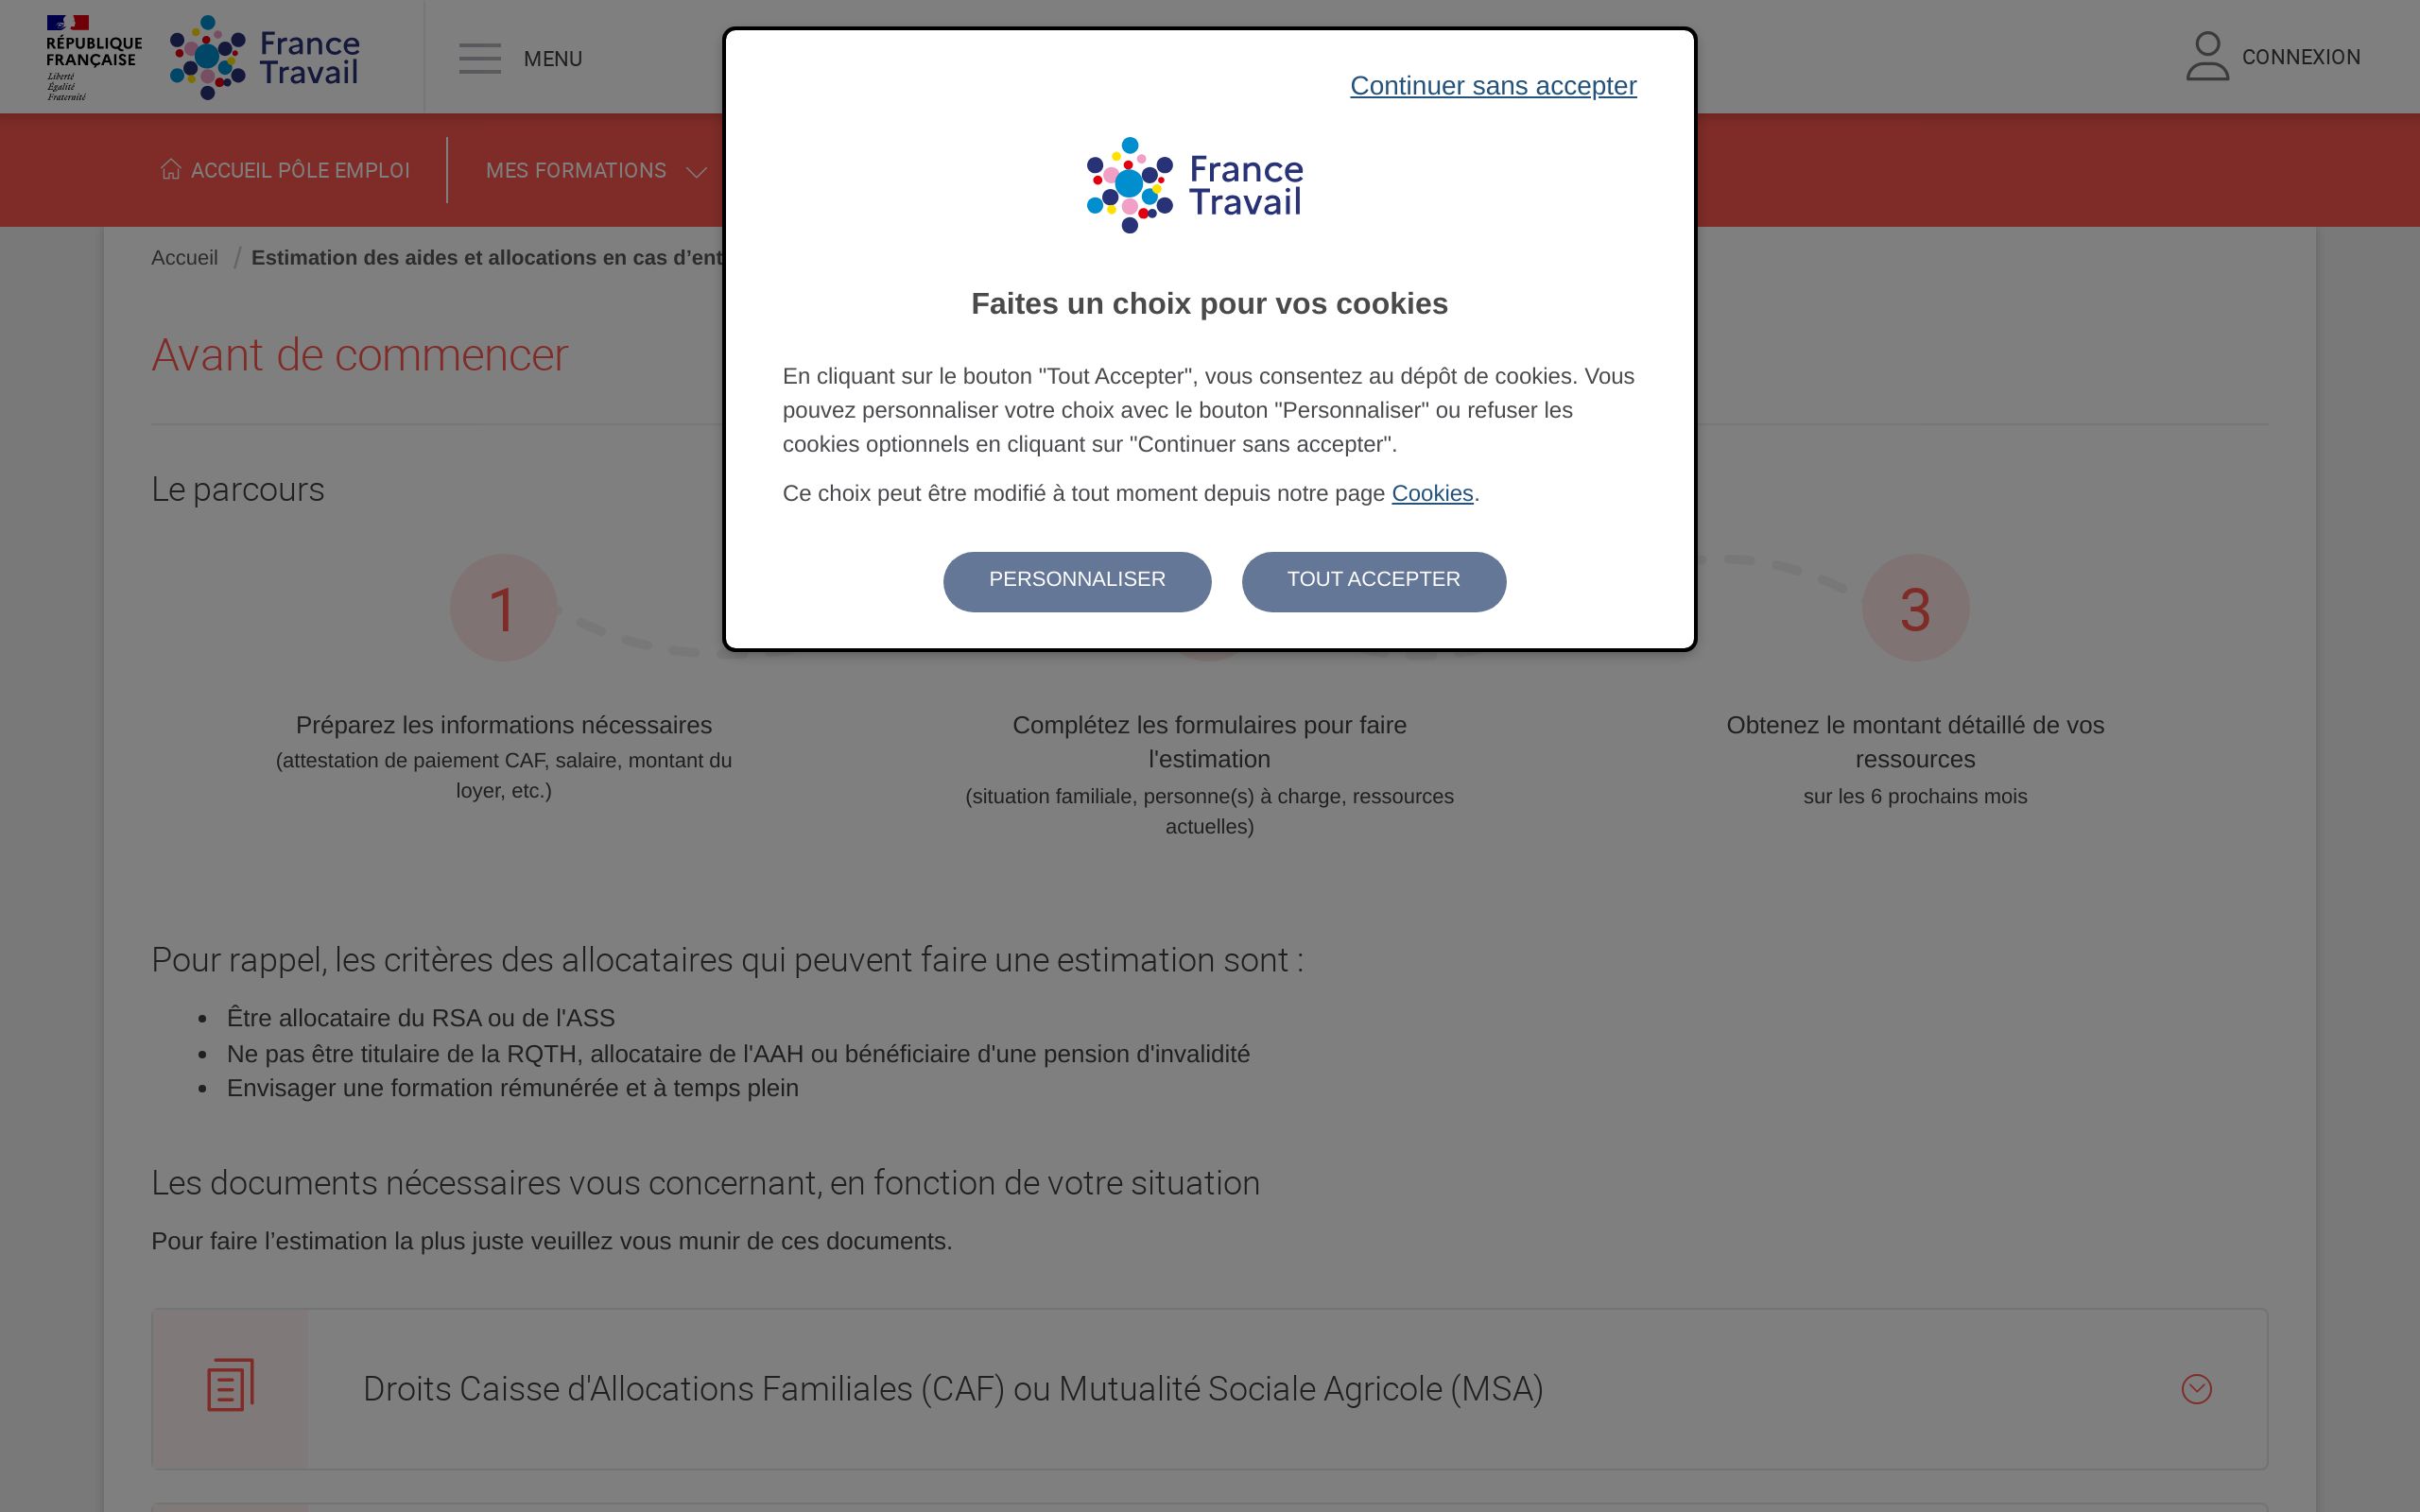 RÉPUBLIQUE
FRANÇAISE
Liberté
Égalité
Fraternité
France
Travail
MENU
CONNEXION
ACCUEIL PÔLE EMPLOI
MES FORMATIONS
Accueil / Estimation des aides et allocations en cas d’ent
Continuer sans accepter
France
Travail
Faites un choix pour vos cookies
En cliquant sur le bouton "Tout Accepter", vous consentez au dépôt de cookies. Vous
pouvez personnaliser votre choix avec le bouton "Personnaliser" ou refuser les
cookies optionnels en cliquant sur "Continuer sans accepter".
Ce choix peut être modifié à tout moment depuis notre page Cookies.
PERSONNALISER
TOUT ACCEPTER
Avant de commencer
Le parcours
1
Préparez les informations nécessaires
(attestation de paiement CAF, salaire, montant du
loyer, etc.)
Complétez les formulaires pour faire
l'estimation
(situation familiale, personne(s) à charge, ressources
actuelles)
3
Obtenez le montant détaillé de vos
ressources
sur les 6 prochains mois
Pour rappel, les critères des allocataires qui peuvent faire une estimation sont :
• Être allocataire du RSA ou de l'ASS
• Ne pas être titulaire de la RQTH, allocataire de l'AAH ou bénéficiaire d'une pension d'invalidité
• Envisager une formation rémunérée et à temps plein
Les documents nécessaires vous concernant, en fonction de votre situation
Pour faire l’estimation la plus juste veuillez vous munir de ces documents.
Droits Caisse d'Allocations Familiales (CAF) ou Mutualité Sociale Agricole (MSA)